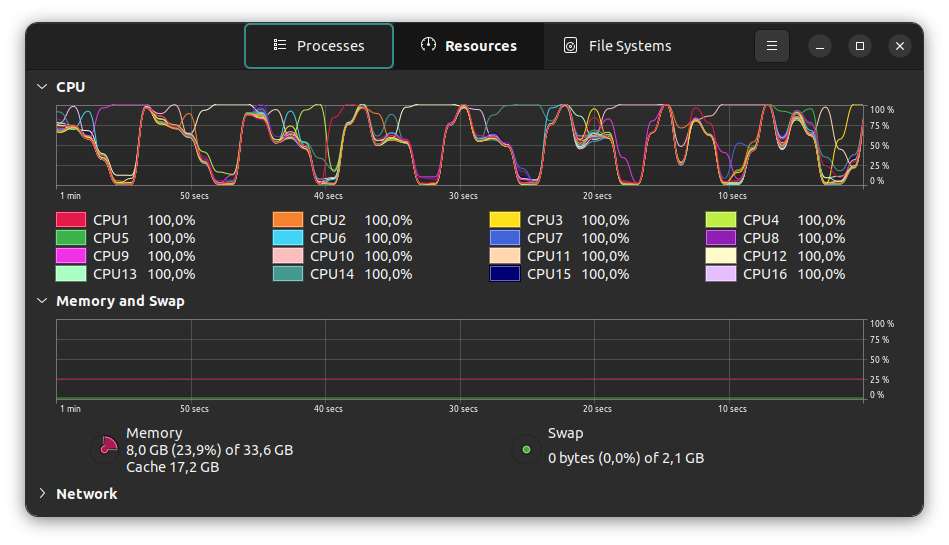 Processes Resources File Systems
CPU
100 %
75 %
50 %
25 %
0 %
1 min 50 secs 40 secs 30 secs 20 secs 10 secs
CPU1 100,0% CPU2 100,0% CPU3 100,0% CPU4 100,0%
CPU5 100,0% CPU6 100,0% CPU7 100,0% CPU8 100,0%
CPU9 100,0% CPU10 100,0% CPU11 100,0% CPU12 100,0%
CPU13 100,0% CPU14 100,0% CPU15 100,0% CPU16 100,0%
Memory and Swap
100 %
75 %
50 %
25 %
0 %
1 min 50 secs 40 secs 30 secs 20 secs 10 secs
Memory
8,0 GB (23,9%) of 33,6 GB
Cache 17,2 GB
Swap
0 bytes (0,0%) of 2,1 GB
Network